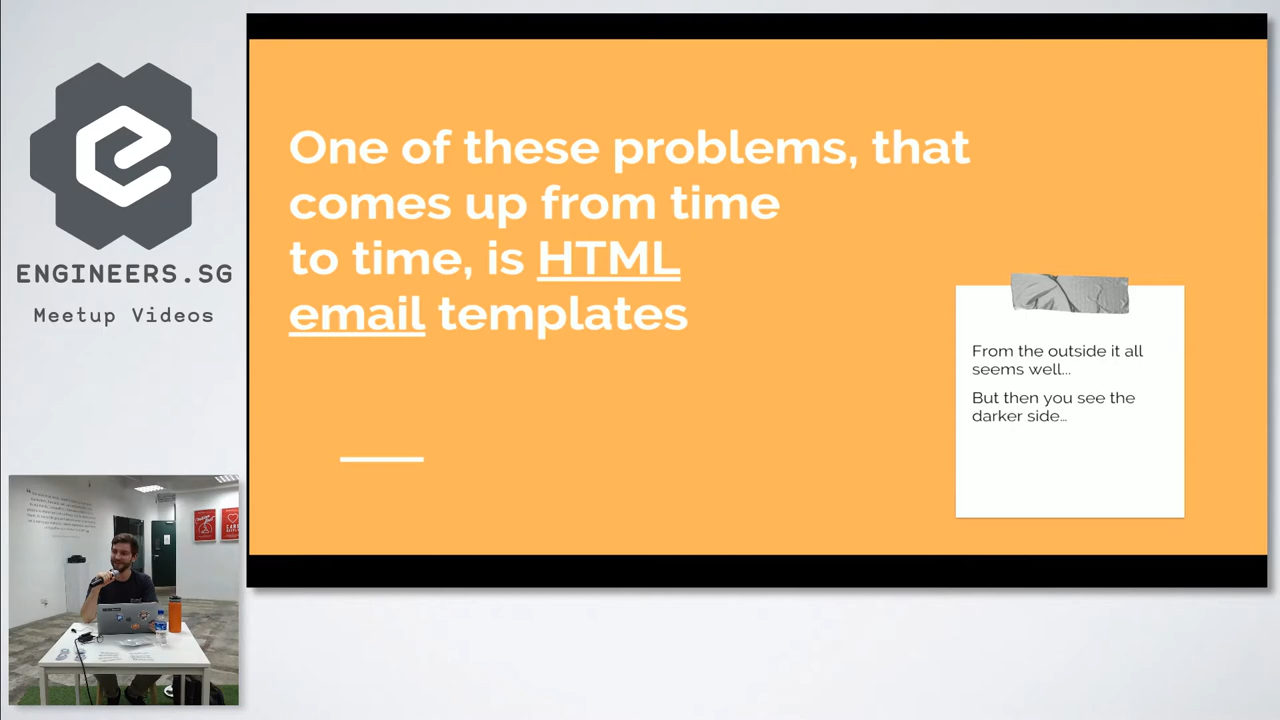 ENGINEERS.SG
Meetup Videos
One of these problems, that
comes up from time
to time, is HTML
email templates
From the outside it all
seems well...
But then you see the
darker side…